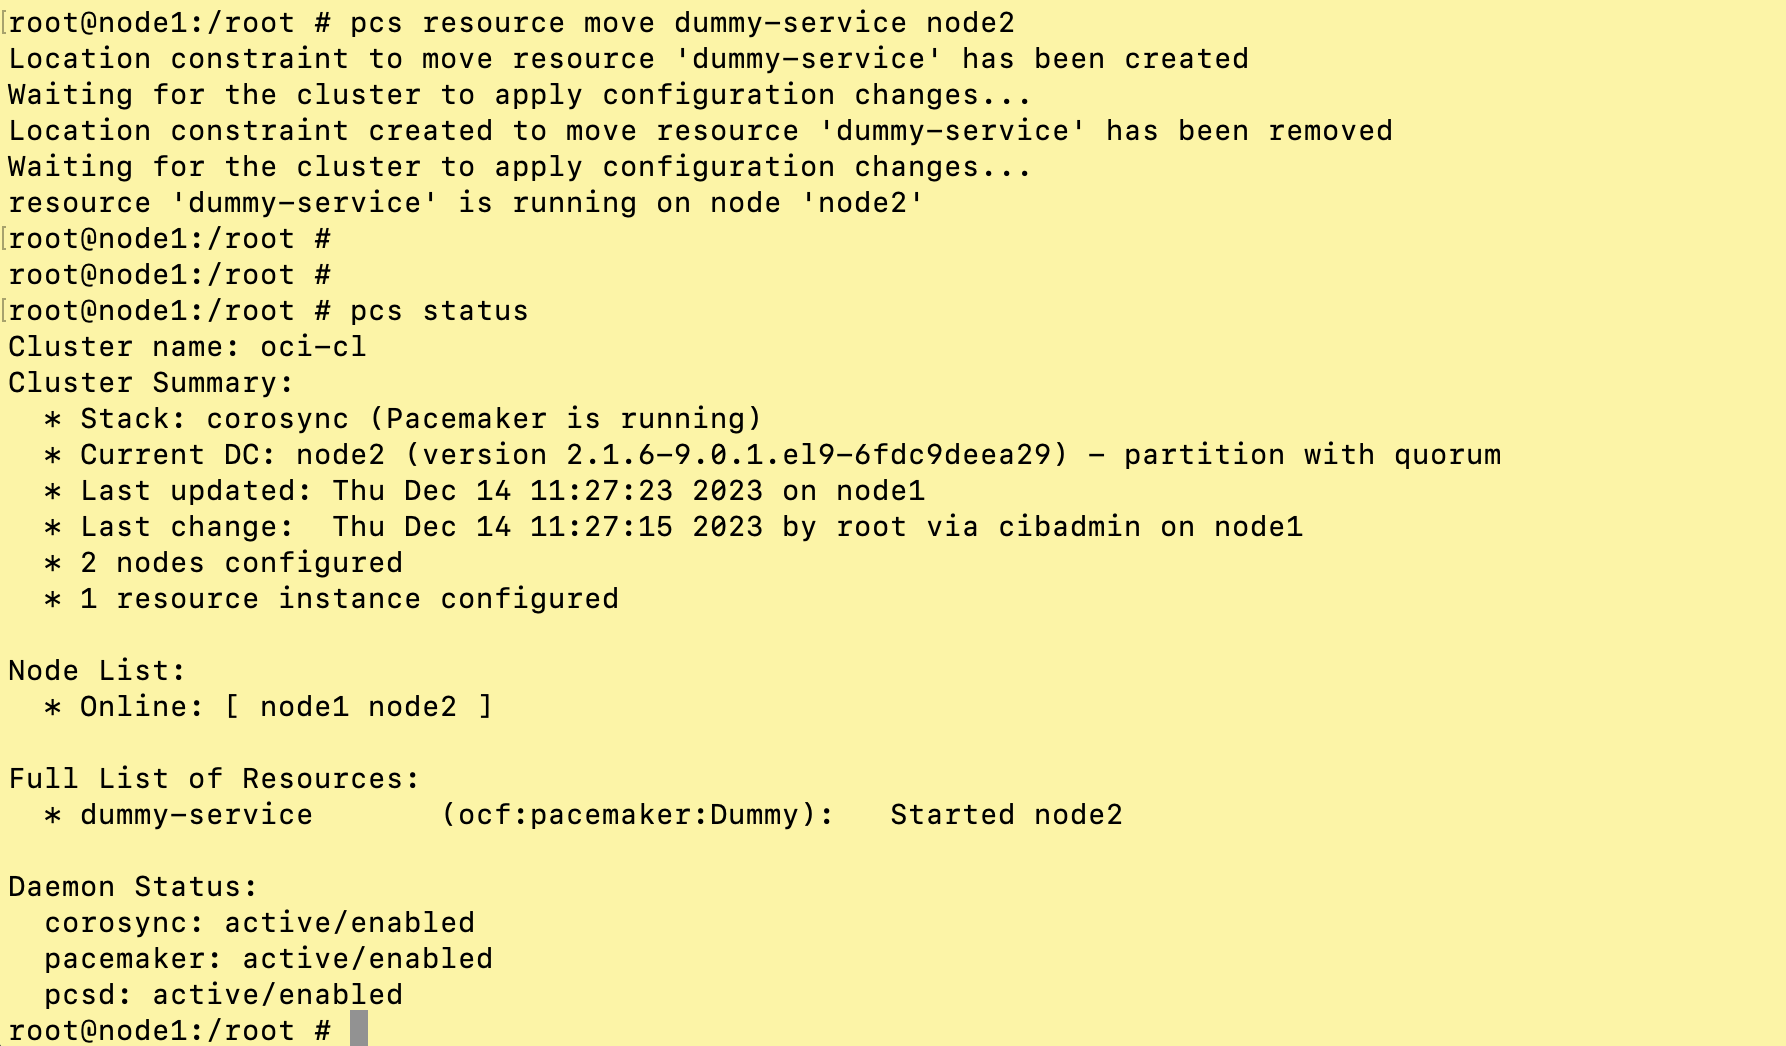 [root@node1:/root # pcs resource move dummy-service node2
Location constraint to move resource 'dummy-service' has been created
Waiting for the cluster to apply configuration changes...
Location constraint created to move resource 'dummy-service' has been removed
Waiting for the cluster to apply configuration changes...
resource 'dummy-service' is running on node 'node2'
[root@node1:/root #
root@node1:/root #
[root@node1:/root # pcs status
Cluster name: oci-cl
Cluster Summary:
  * Stack: corosync (Pacemaker is running)
  * Current DC: node2 (version 2.1.6-9.0.1.el9-6fdc9deea29) - partition with quorum
  * Last updated: Thu Dec 14 11:27:23 2023 on node1
  * Last change:  Thu Dec 14 11:27:15 2023 by root via cibadmin on node1
  * 2 nodes configured
  * 1 resource instance configured

Node List:
  * Online: [ node1 node2 ]

Full List of Resources:
  * dummy-service       (ocf:pacemaker:Dummy):   Started node2

Daemon Status:
  corosync: active/enabled
  pacemaker: active/enabled
  pcsd: active/enabled
root@node1:/root #